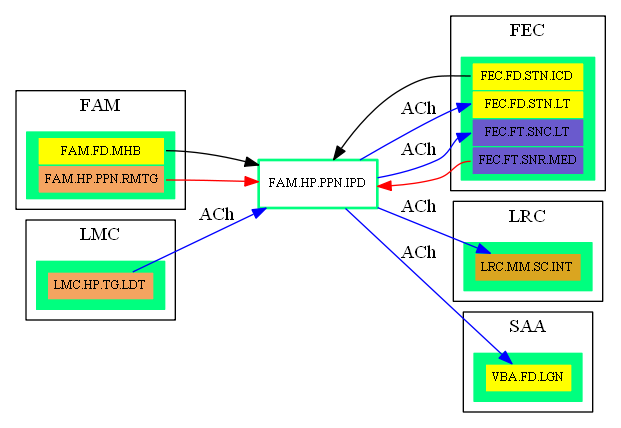 FAM
FAM.FD.MHB
FAM.HP.PPN.RMTG
LMC
LMC.HP.TG.LDT
FAM.HP.PPN.IPD
ACh
ACh
ACh
ACh
ACh
FEC
FEC.FD.STN.ICD
FEC.FD.STN.LT
FEC.FT.SNC.LT
FEC.FT.SNR.MED
LRC
LRC.MM.SC.INT
SAA
VBA.FD.LGN